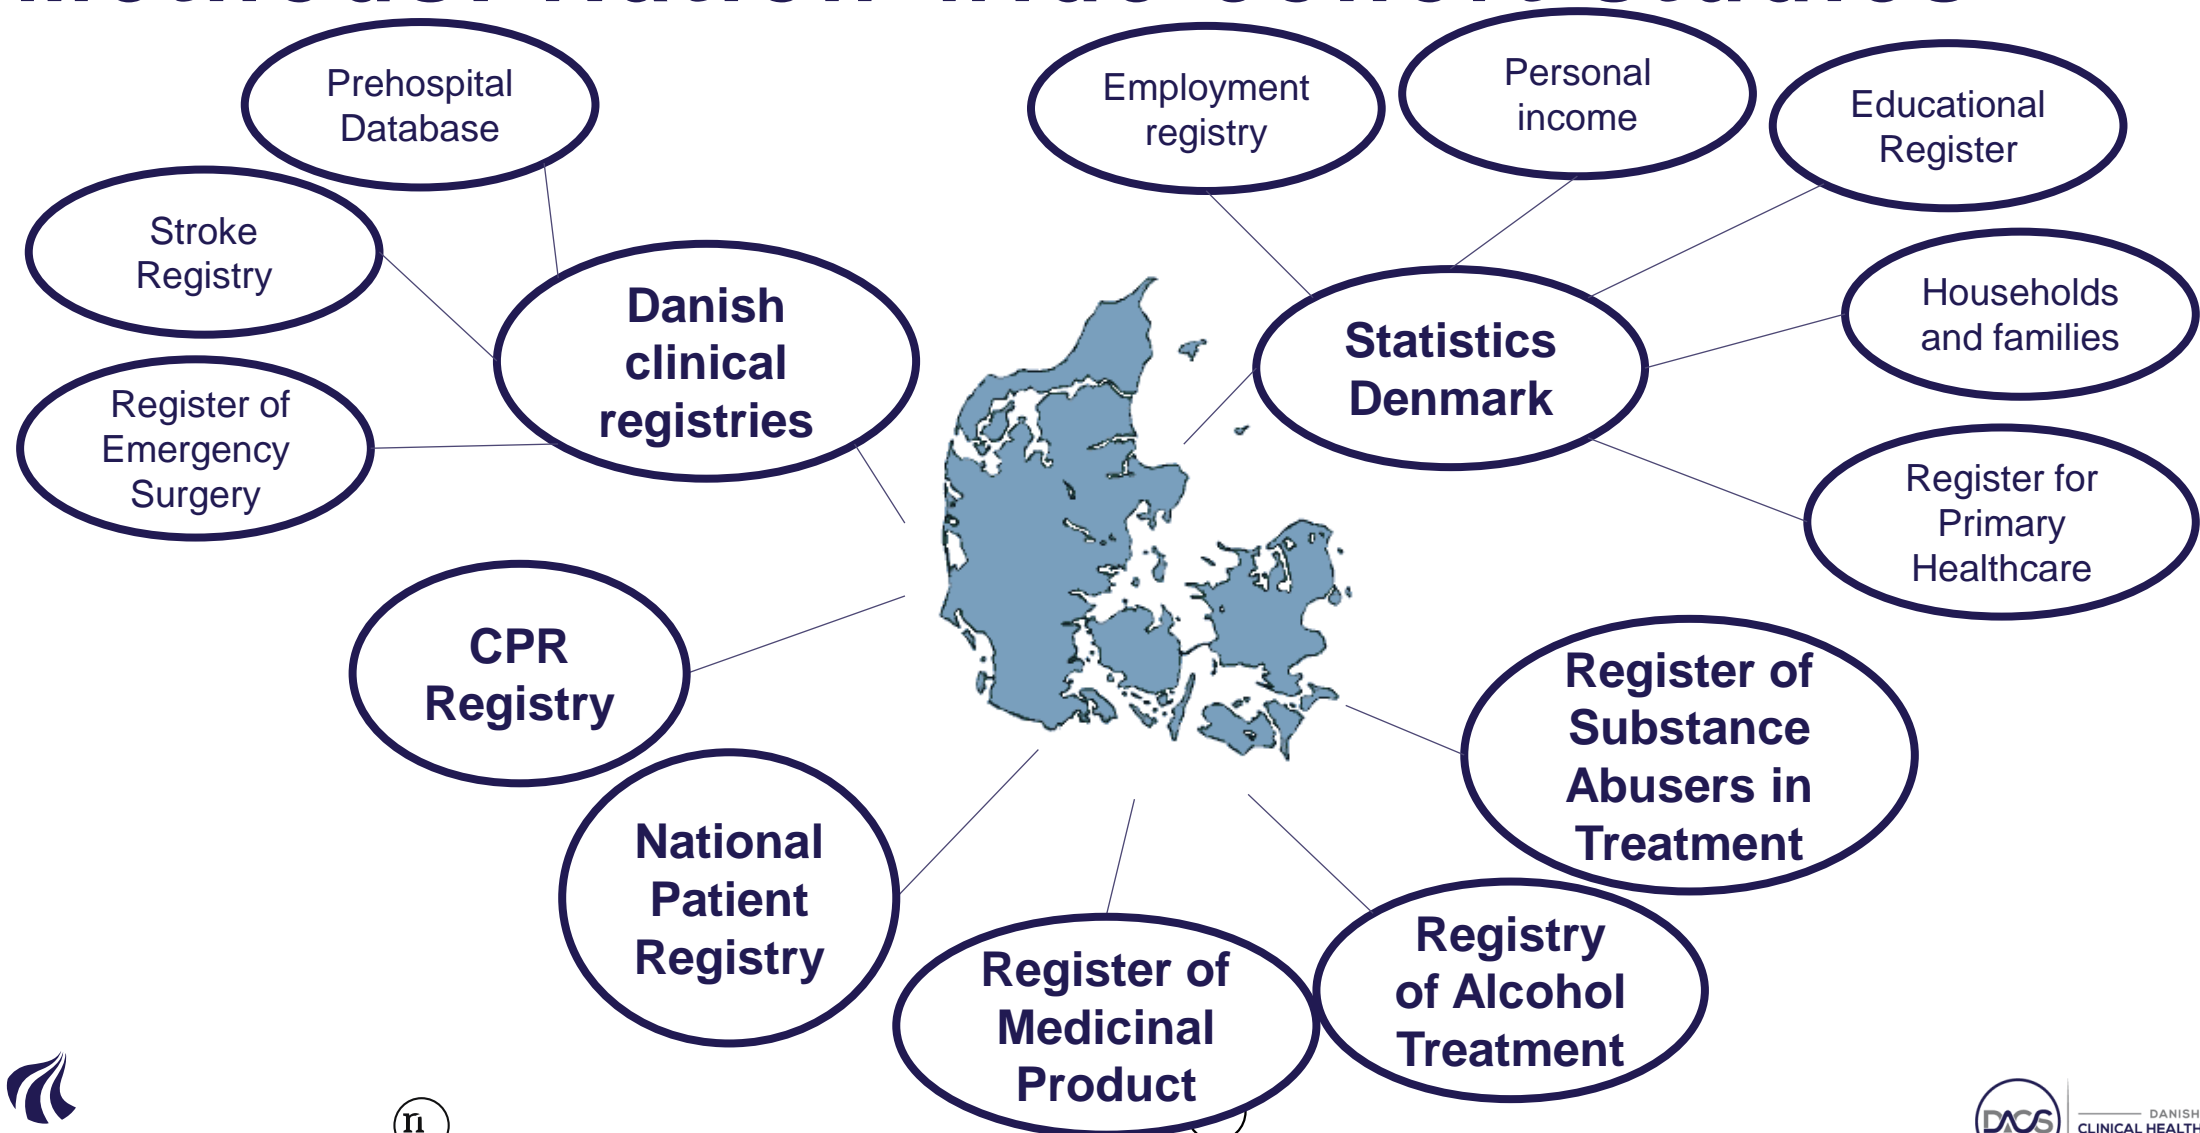 Prehospital
Database
Employment
registry
Personal
income
Educational
Register
Stroke
Registry
Danish
clinical
registries
Statistics
Denmark
Households
and families
Register of
Emergency
Surgery
Register for
Primary
Healthcare
CPR
Registry
Register of
Substance
Abusers in
Treatment
National
Patient
Registry
Registry
of Alcohol
Treatment
Register of
Medicinal
Product
n
DACS
DANISH
CLINICAL HEALTH